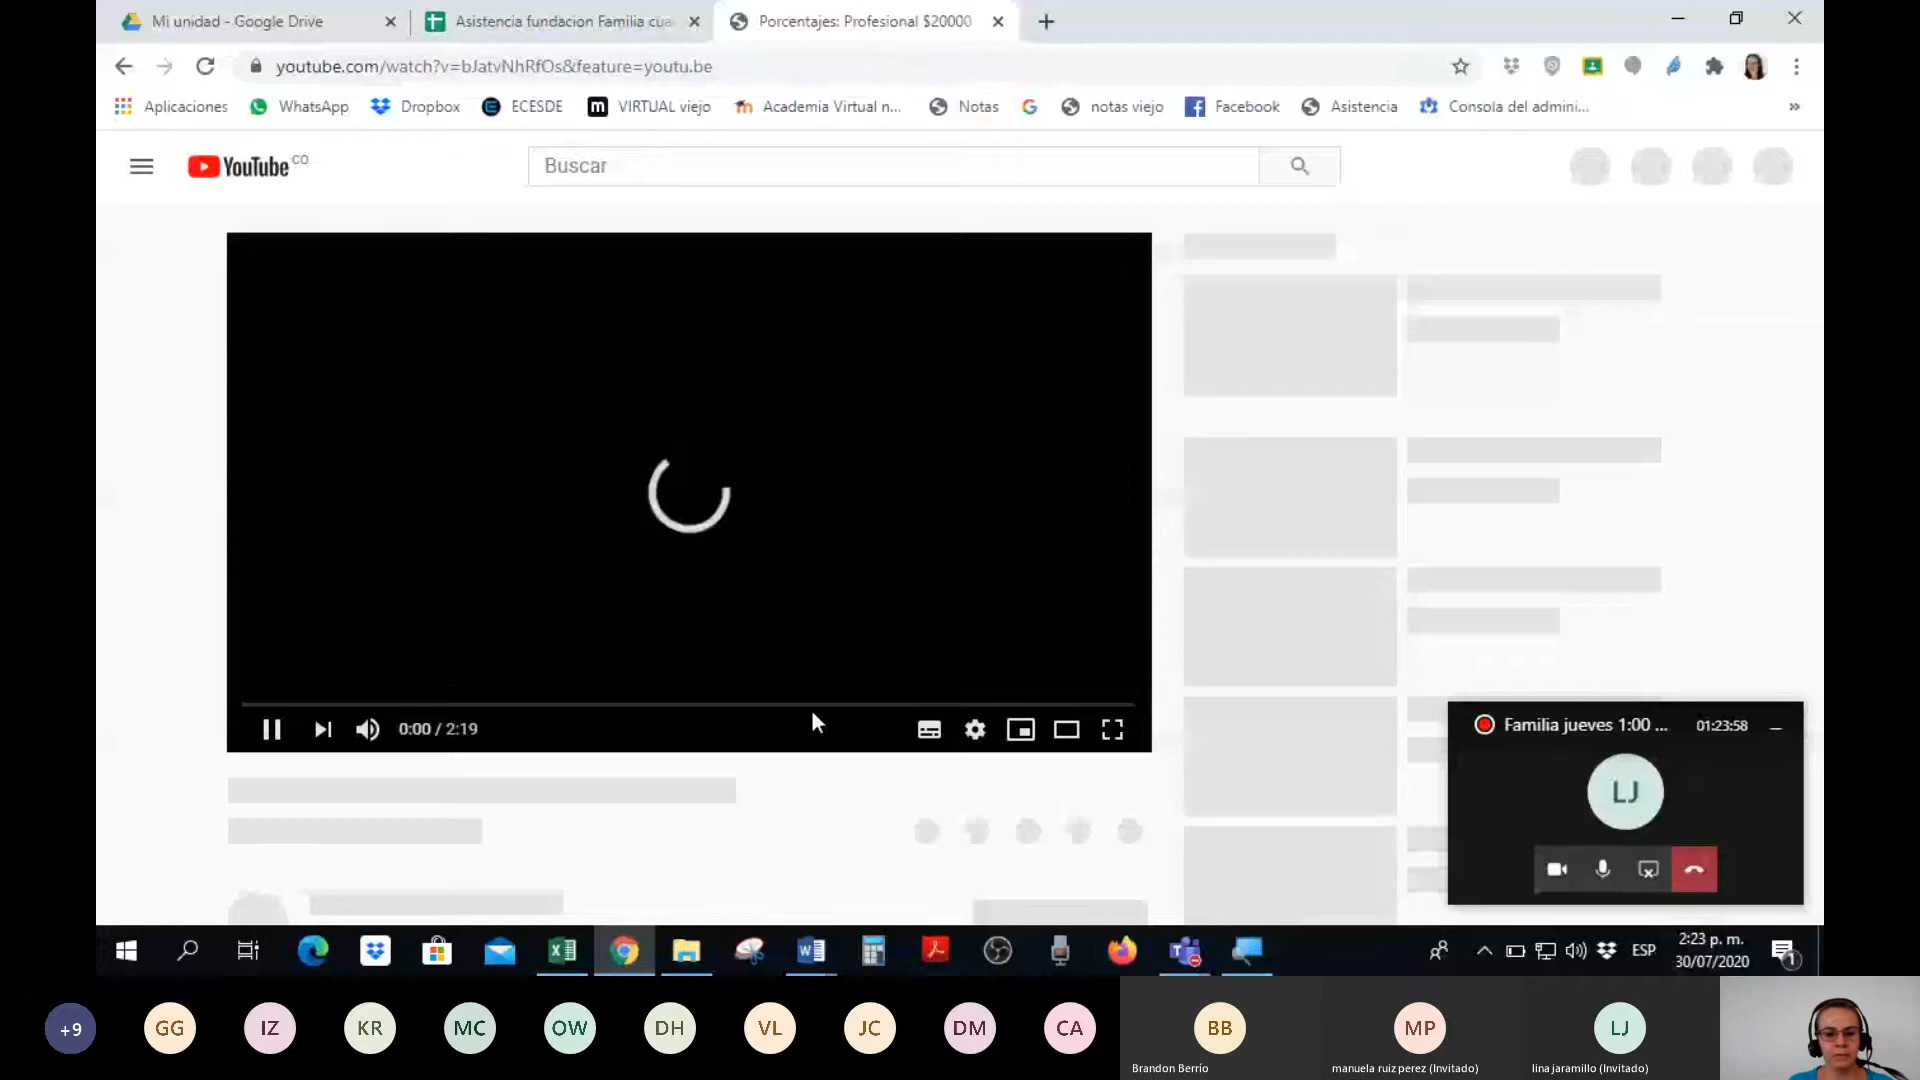 Mi unidad - Google Drive
Asistencia fundacion Familia cua
Porcentajes: Profesional $20000
youtube.com/watch?v=bJatvNhRfOs&feature=youtu.be
Aplicaciones
WhatsApp
Dropbox
ECESDE
VIRTUAL viejo
Academia Virtual n...
Notas
notas viejo
Facebook
Asistencia
Consola del admini...
»
YouTube CO
Buscar
0:00 / 2:19
Familia jueves 1:00 ...
01:23:58
LJ
ESP
2:23 p. m.
30/07/2020
1
+9
GG
IZ
KR
MC
OW
DH
VL
JC
DM
CA
BB
MP
LJ
Brandon Berrío
manuela ruiz perez (Invitado)
lina jaramillo (Invitado)